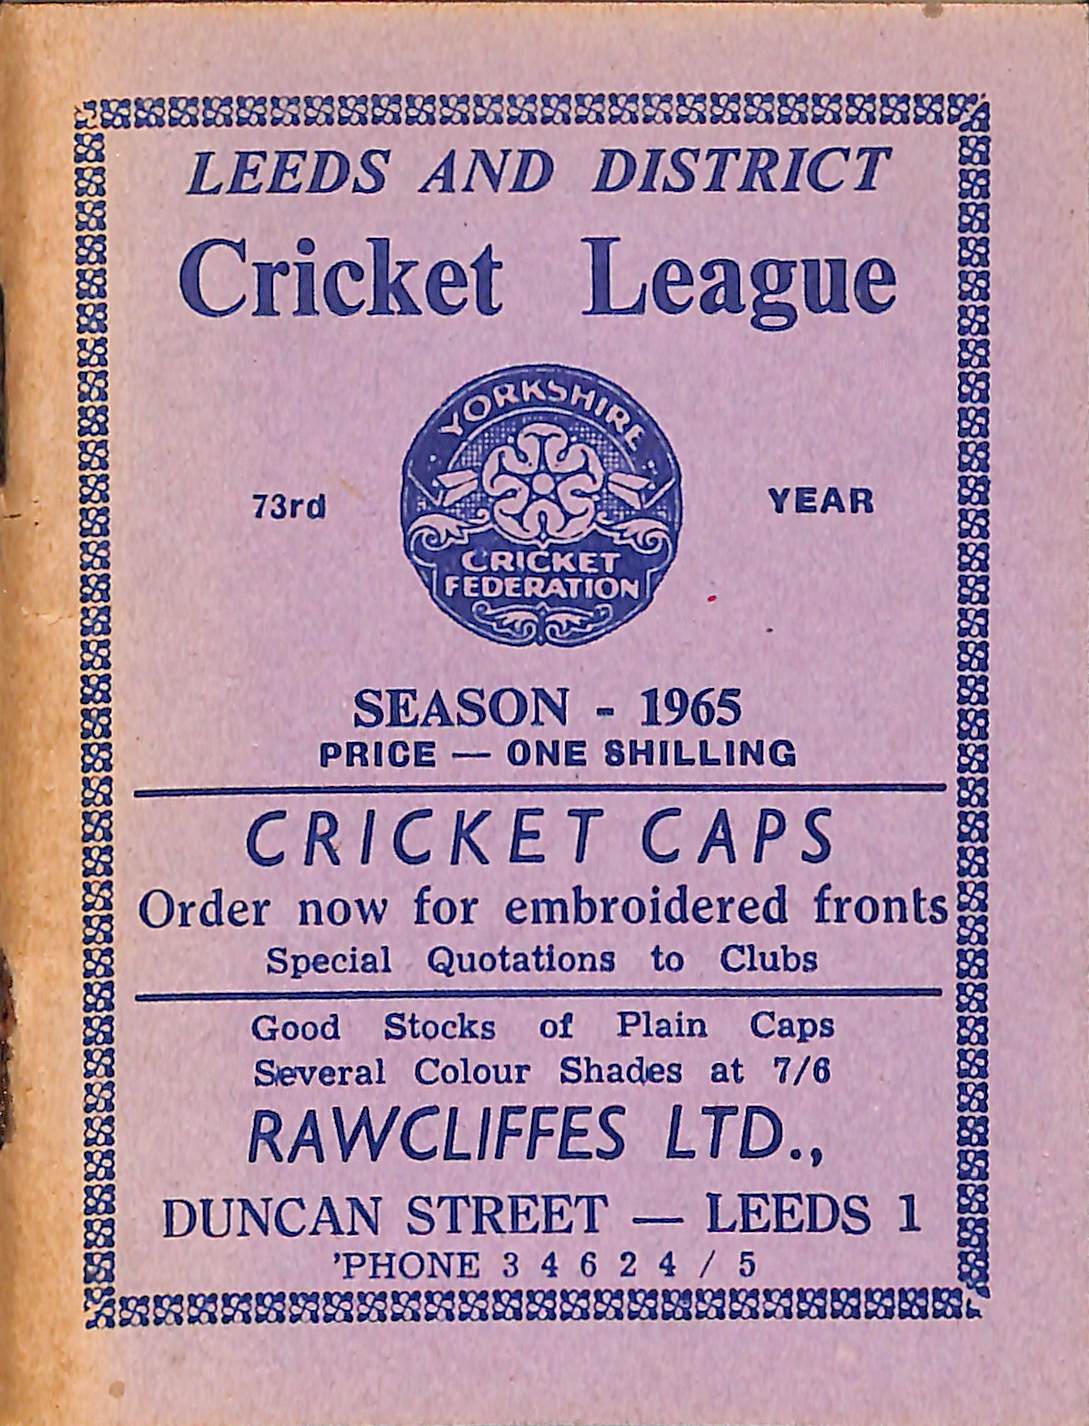 LEEDS AND DISTRICT
Cricket League
YORKSHIRE
73rd YEAR
CRICKET
FEDERATION
SEASON - 1965
PRICE — ONE SHILLING
CRICKET CAPS
Order now for embroidered fronts
Special Quotations to Clubs
Good Stocks of Plain Caps
Several Colour Shades at 7/6
RAWCLIFFES LTD.,
DUNCAN STREET — LEEDS 1
'PHONE 3 4 6 2 4 / 5